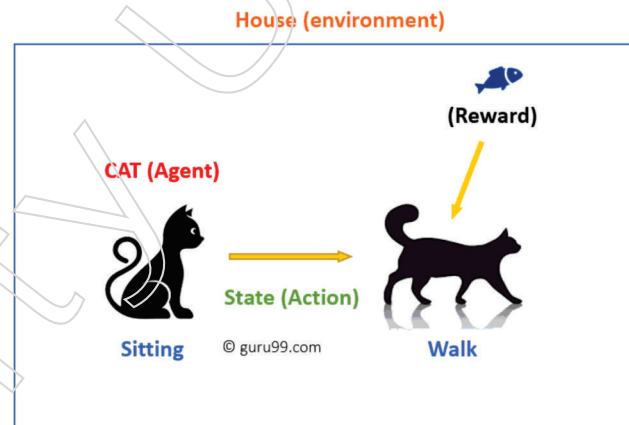 House (environment)
(Reward)
CAT (Agent)
State (Action)
Sitting
© guru99.com
Walk